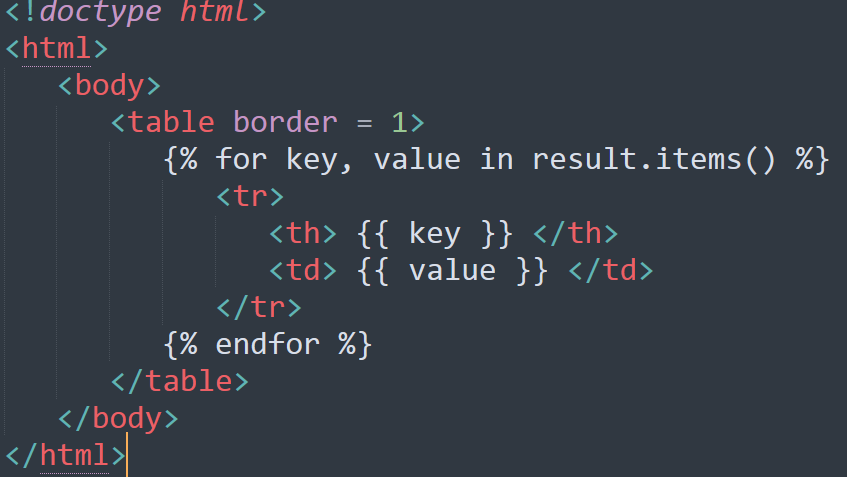 <!doctype html>
<html>
<body>
<table border = 1>
{% for key, value in result.items() %}
<tr>
<th> {{ key }} </th>
<td> {{ value }} </td>
</tr>
{% endfor %}
</table>
</body>
</html>